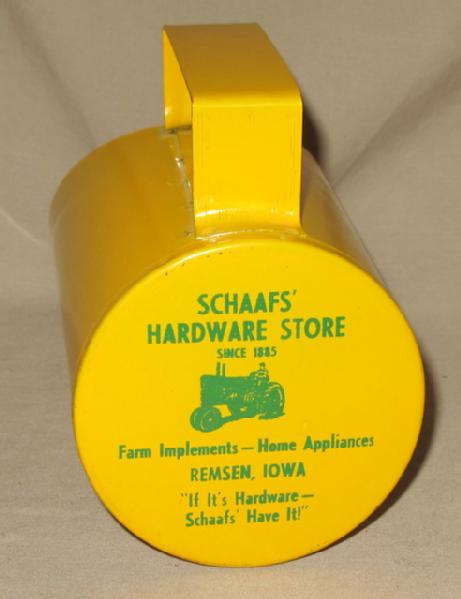 SCHAAFS'
HARDWARE STORE
SINCE 1885
Farm Implements — Home Appliances
REMSEN, IOWA
"If It's Hardware —
Schaafs' Have It!"